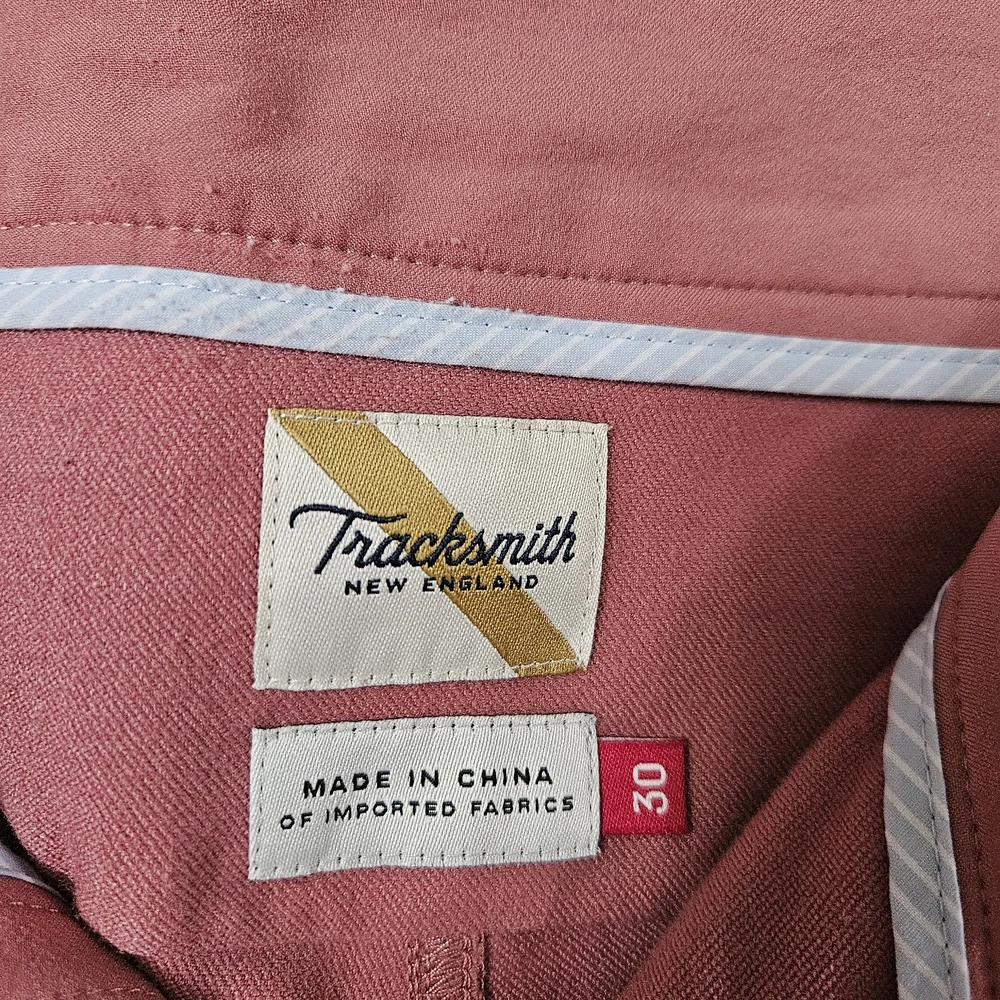 Tracksmith
NEW ENGLAND
MADE IN CHINA
OF IMPORTED FABRICS
30